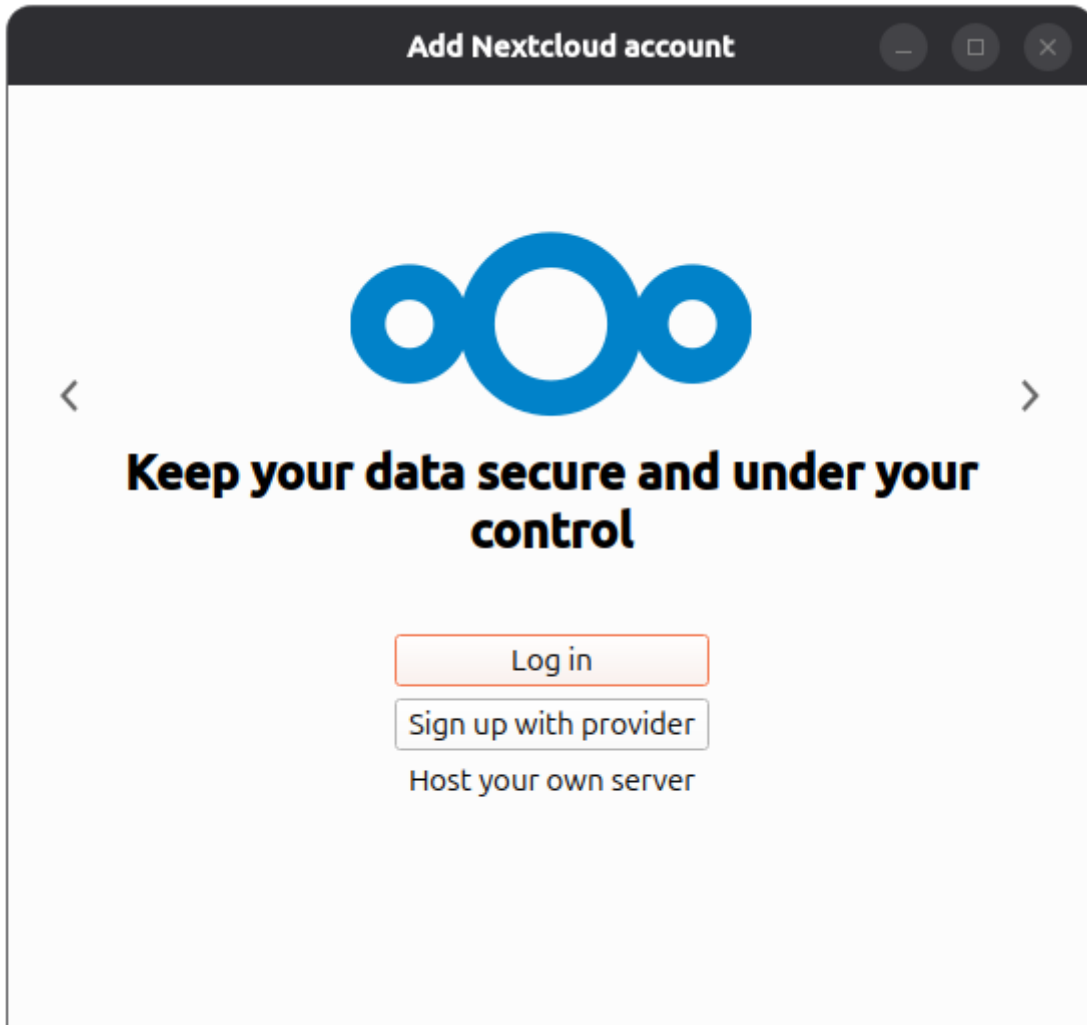 Add Nextcloud account
Keep your data secure and under your
control
Log in
Sign up with provider
Host your own server